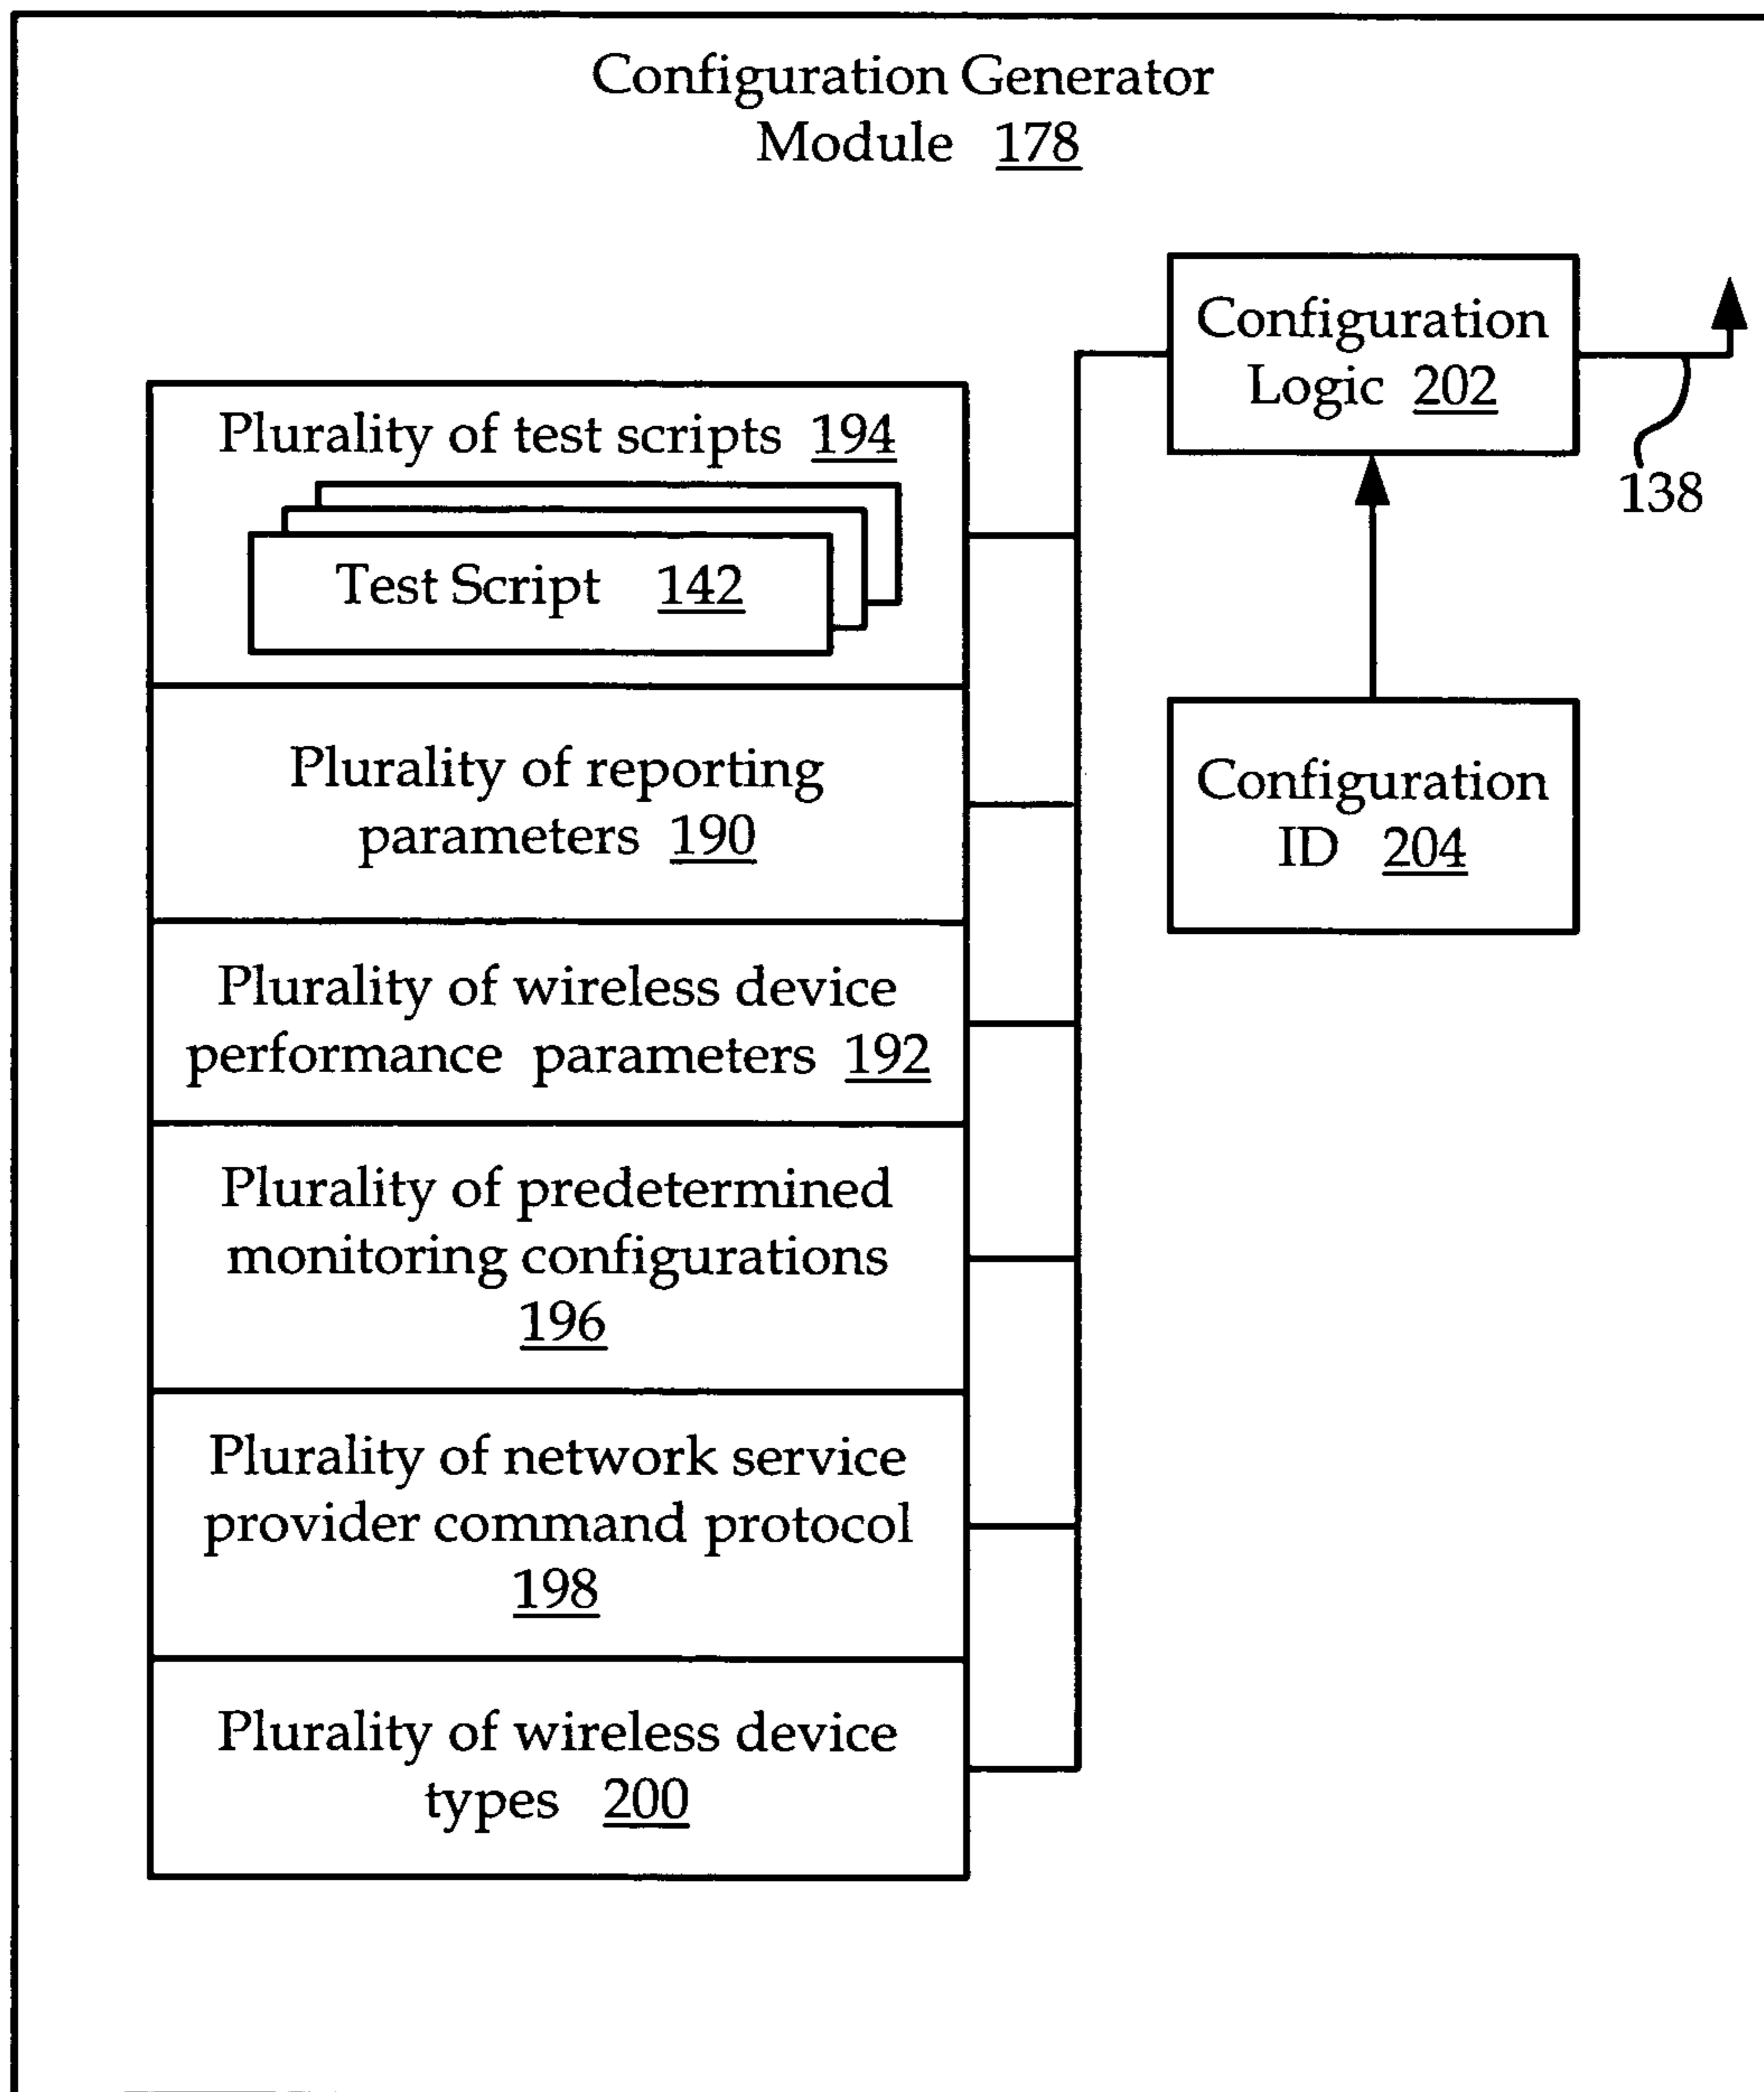 Configuration Generator
Module 178
Configuration
Logic 202
138
Plurality of test scripts 194
Test Script 142
Plurality of reporting
parameters 190
Configuration
ID 204
Plurality of wireless device
performance parameters 192
Plurality of predetermined
monitoring configurations
196
Plurality of network service
provider command protocol
198
Plurality of wireless device
types 200